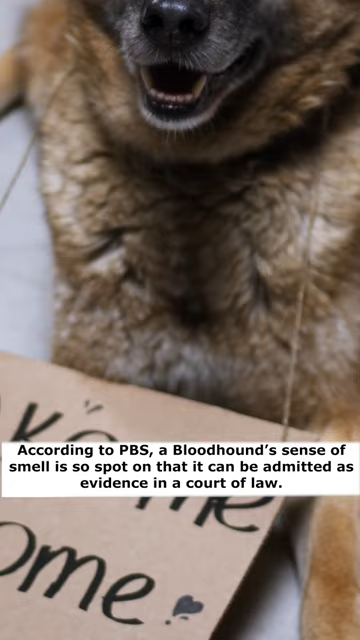 According to PBS, a Bloodhound’s sense of
smell is so spot on that it can be admitted as
evidence in a court of law.
me
ome